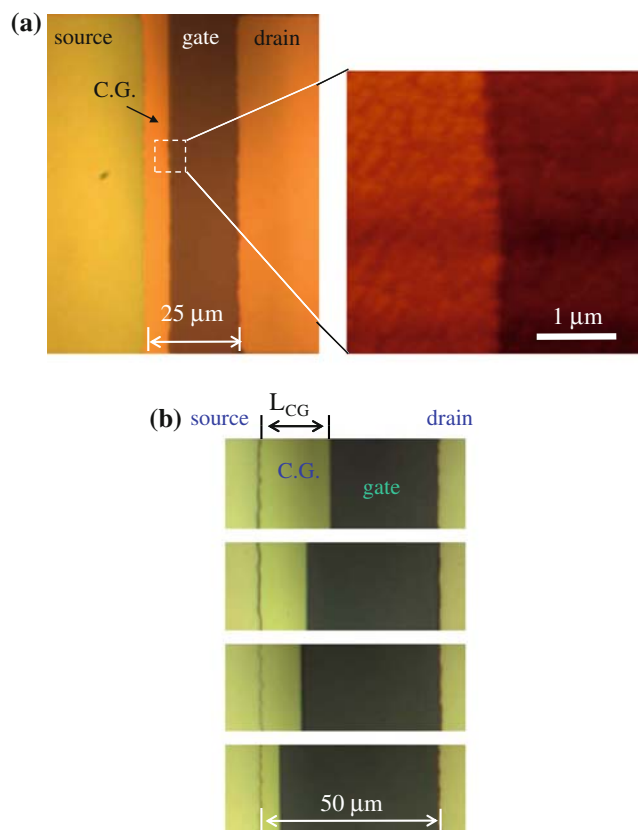 (a)
source gate drain
C.G.
25 μm
1 μm
L_CG
(b) source drain
C.G.
gate
50 μm